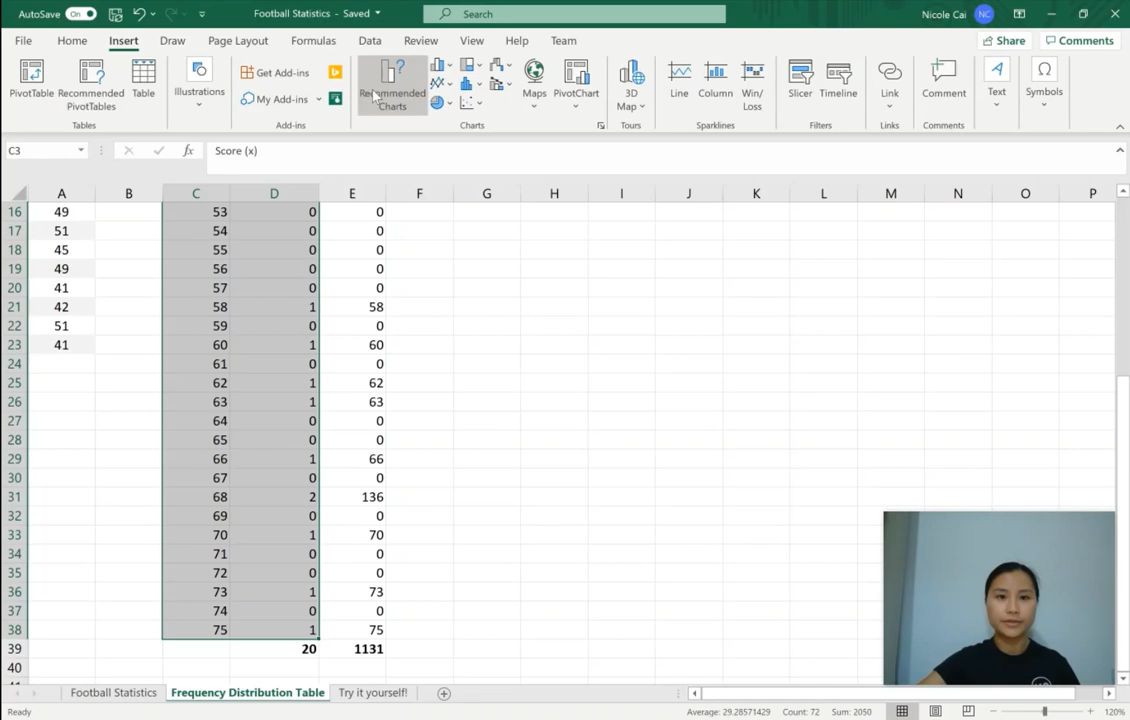 AutoSave On Football Statistics - Saved Search Nicole Cai NC
File Home Insert Draw Page Layout Formulas Data Review View Help Team Share Comments
PivotTable Recommended PivotTables Table Illustrations Get Add-ins My Add-ins Recommended Charts Maps PivotChart 3D Map Line Column Win/Loss Slicer Timeline Link Comment Text Symbols
Tables Add-ins Charts Tours Sparklines Filters Links Comments
C3 fx Score (x)
A B C D E F G H I J K L M N O P
16 49 53 0 0
17 51 54 0 0
18 45 55 0 0
19 49 56 0 0
20 41 57 0 0
21 42 58 1 58
22 51 59 0 0
23 41 60 1 60
24 61 0 0
25 62 1 62
26 63 1 63
27 64 0 0
28 65 0 0
29 66 1 66
30 67 0 0
31 68 2 136
32 69 0 0
33 70 1 70
34 71 0 0
35 72 0 0
36 73 1 73
37 74 0 0
38 75 1 75
39 20 1131
40
Football Statistics Frequency Distribution Table Try it yourself!
Ready Average: 29.28571429 Count: 72 Sum: 2050 120%